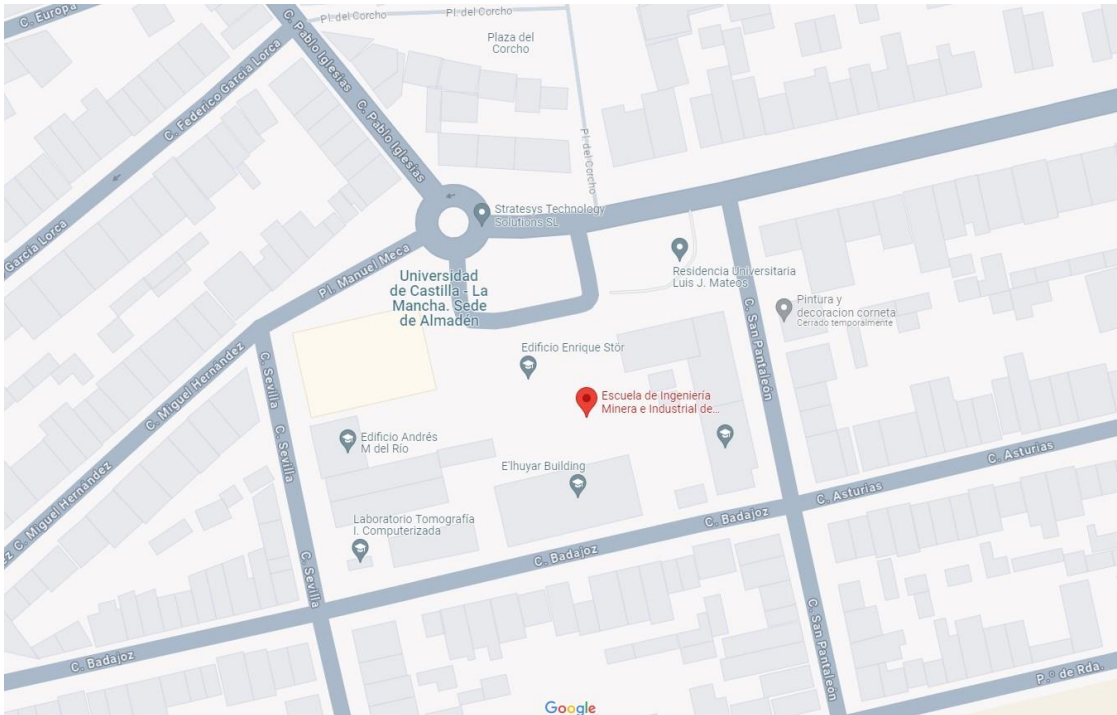 C. Europa
Pl. del Corcho
Pl. del Corcho
C. Pablo Iglesias
Plaza del
Corcho
C. Federico García Lorca
C. Pablo Iglesias
Pl. del Corcho
García Lorca
Stratesys Technology
Solutions SL
Pl. Manuel Meca
Universidad
de Castilla - La
Mancha. Sede
de Almadén
Residencia Universitaria
Luis J. Mateos
Pintura y
decoracion corneta
Cerrado temporalmente
C. San Pantaleón
Edificio Enrique Stör
C. Miguel Hernández
C. Sevilla
Escuela de Ingeniería
Minera e Industrial de...
Edificio Andrés
M del Río
C. Sevilla
C. Asturias
E'lhuyar Building
C. Asturias
C. Miguel Hernández
Laboratorio Tomografía
I. Computerizada
C. Badajoz
C. Badajoz
C. Sevilla
C. San Pantaleón
C. Badajoz
P.º de Rda.
Google